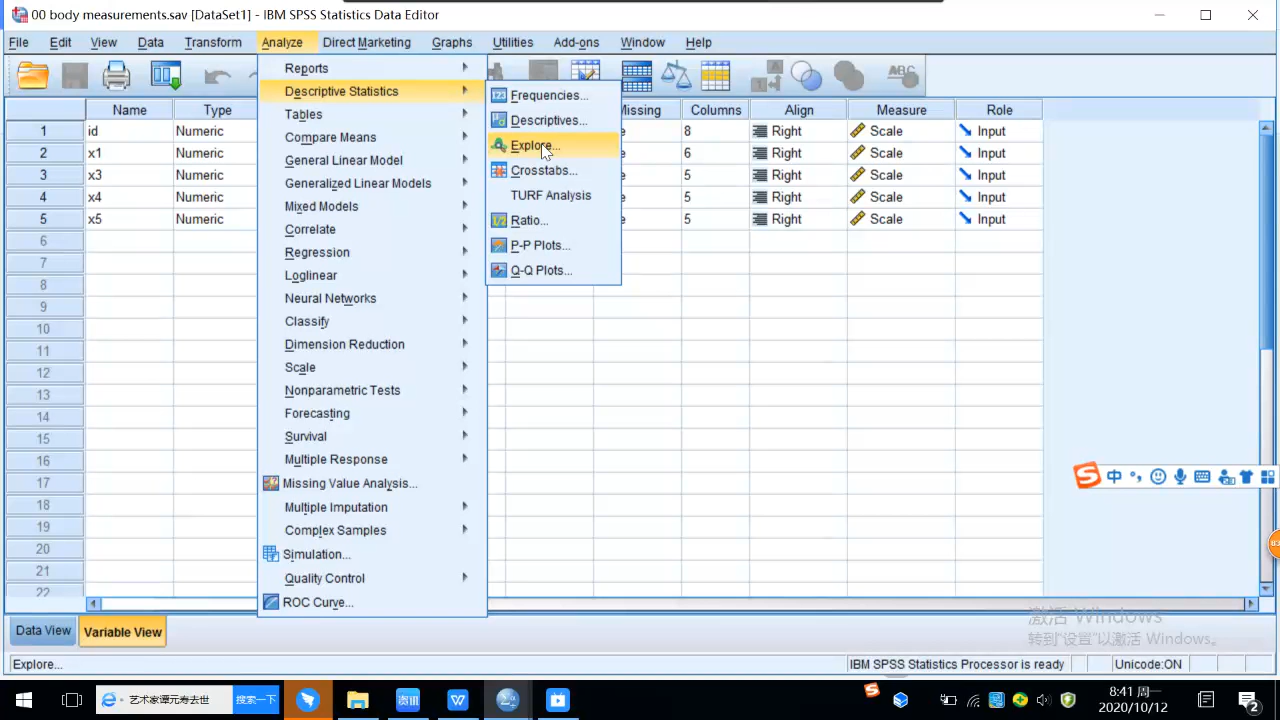 00 body measurements.sav [DataSet1] - IBM SPSS Statistics Data Editor
File Edit View Data Transform Analyze Direct Marketing Graphs Utilities Add-ons Window Help
Reports
Descriptive Statistics
Tables
Compare Means
General Linear Model
Generalized Linear Models
Mixed Models
Correlate
Regression
Loglinear
Neural Networks
Classify
Dimension Reduction
Scale
Nonparametric Tests
Forecasting
Survival
Multiple Response
Missing Value Analysis...
Multiple Imputation
Complex Samples
Simulation...
Quality Control
ROC Curve...
Frequencies...
Descriptives...
Explore...
Crosstabs...
TURF Analysis
Ratio...
P-P Plots...
Q-Q Plots...
Name Type Missing Columns Align Measure Role
1 id Numeric 8 Right Scale Input
2 x1 Numeric 6 Right Scale Input
3 x3 Numeric 5 Right Scale Input
4 x4 Numeric 5 Right Scale Input
5 x5 Numeric 5 Right Scale Input
6
7
8
9
10
11
12
13
14
15
16
17
18
19
20
21
22
中
激活 Windows
转到"设置"以激活 Windows。
Data View Variable View
Explore... IBM SPSS Statistics Processor is ready Unicode:ON
艺术家谭元寿去世 搜索一下
8:41 周一
2020/10/12
2